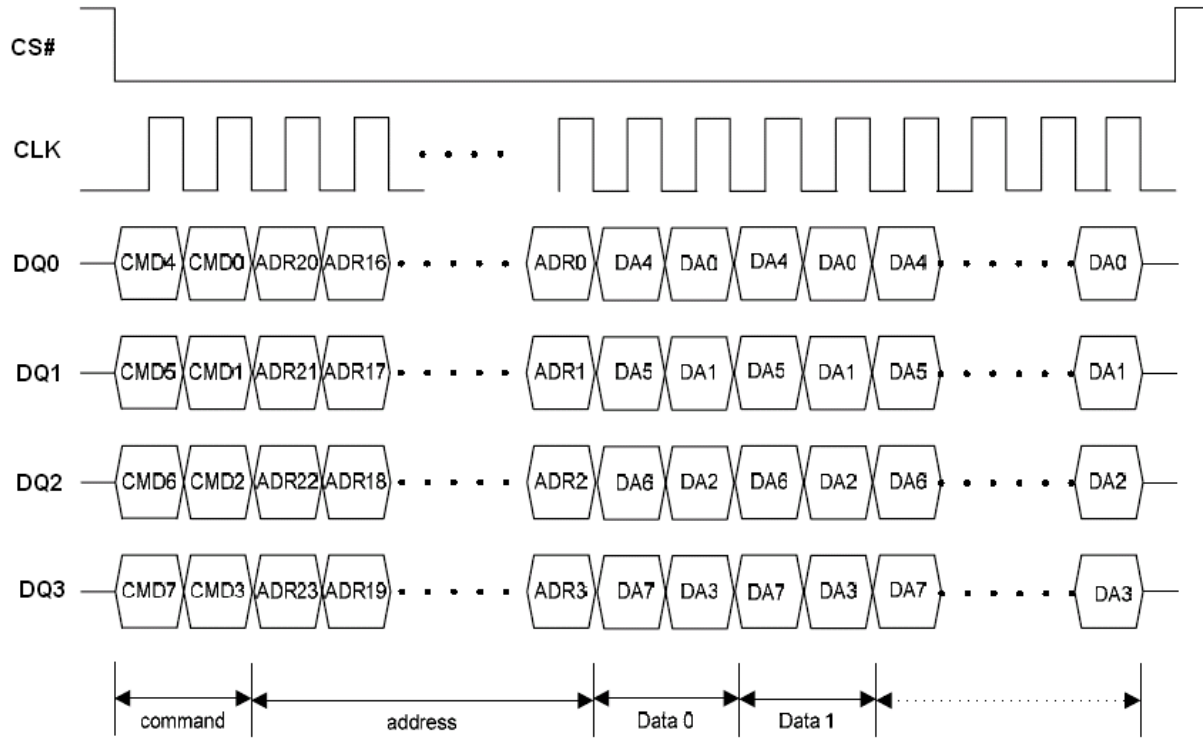 CS#
CLK
DQ0 CMD4 CMD0 ADR20 ADR16 ADR0 DA4 DA0 DA4 DA0 DA4 DA0
DQ1 CMD5 CMD1 ADR21 ADR17 ADR1 DA5 DA1 DA5 DA1 DA5 DA1
DQ2 CMD6 CMD2 ADR22 ADR18 ADR2 DA6 DA2 DA6 DA2 DA6 DA2
DQ3 CMD7 CMD3 ADR23 ADR19 ADR3 DA7 DA3 DA7 DA3 DA7 DA3
command address Data 0 Data 1